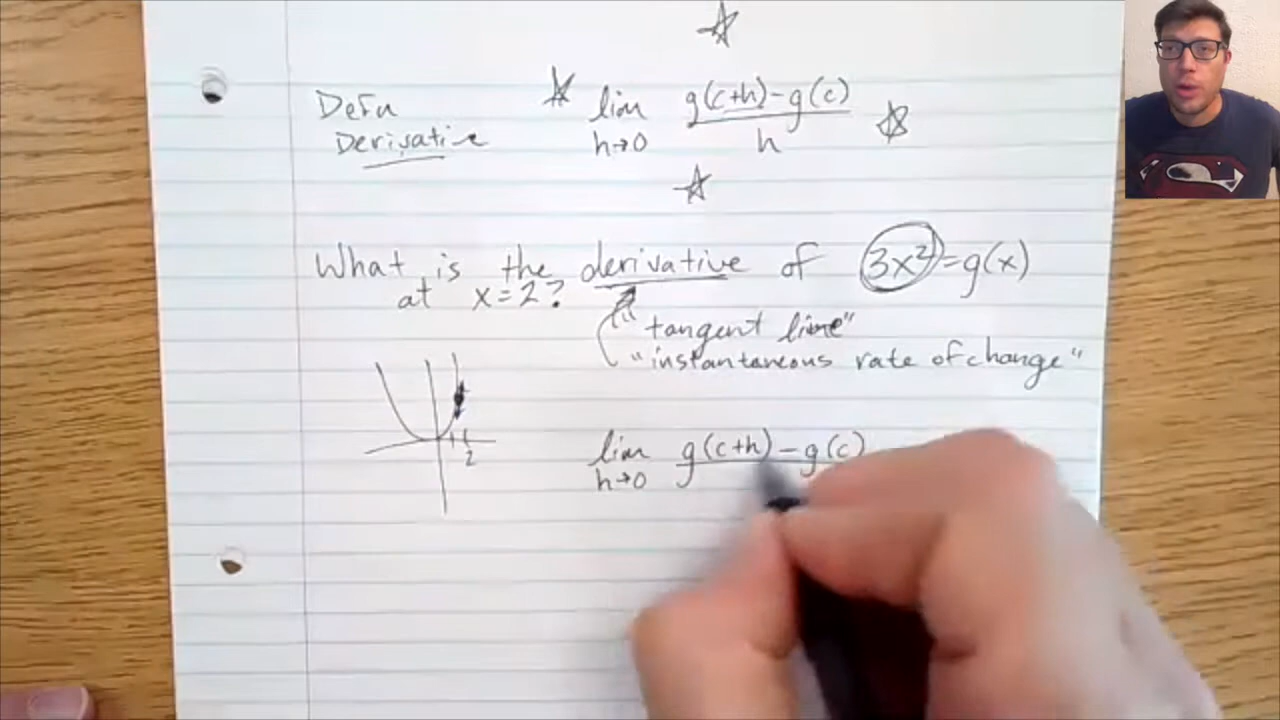 Defn
Derivative
lim g(c+h)-g(c)
h→0 h
What is the derivative of 3x²=g(x)
at x=2?
"tangent line"
"instantaneous rate of change"
2
lim g(c+h)-g(c)
h→0